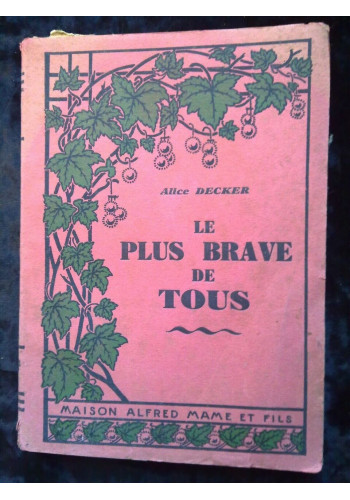 Alice DECKER
LE
PLUS BRAVE
DE
TOUS
MAISON ALFRED MAME ET FILS